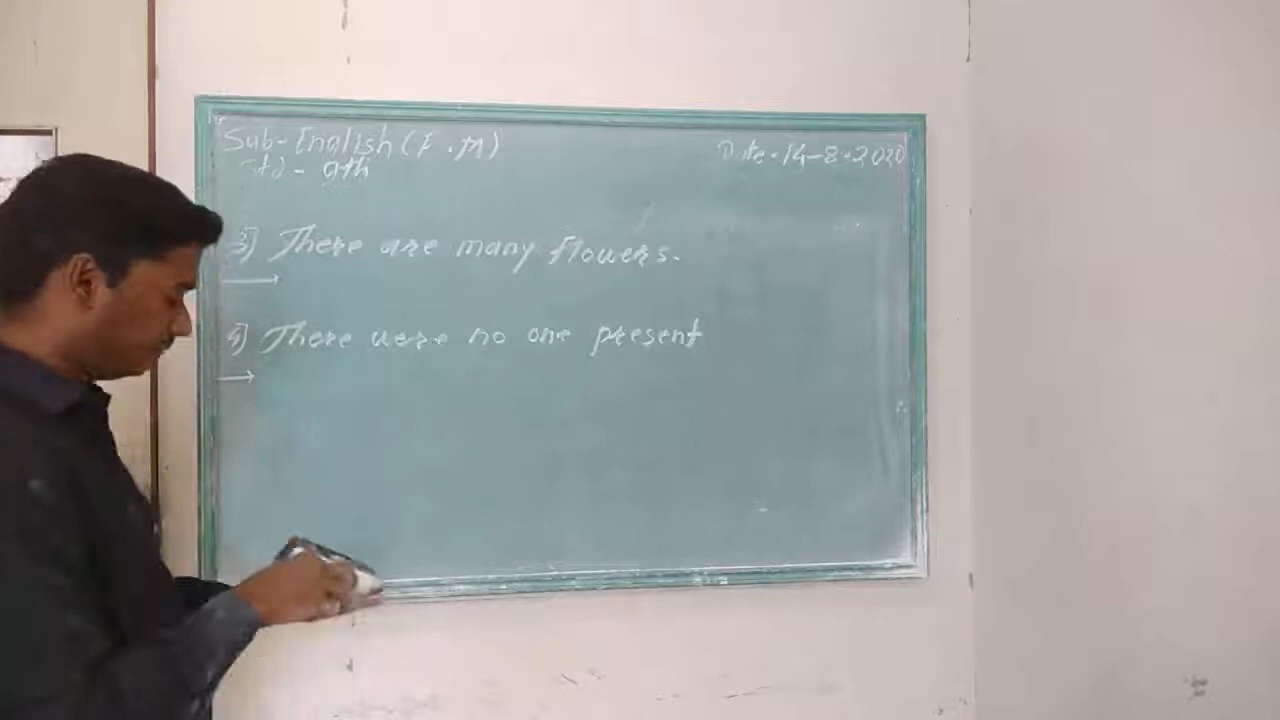 Sub-English (F.M)
Std - 9th
Date-14-8-2020
3] There are many flowers.
→
4] There were no one present
→